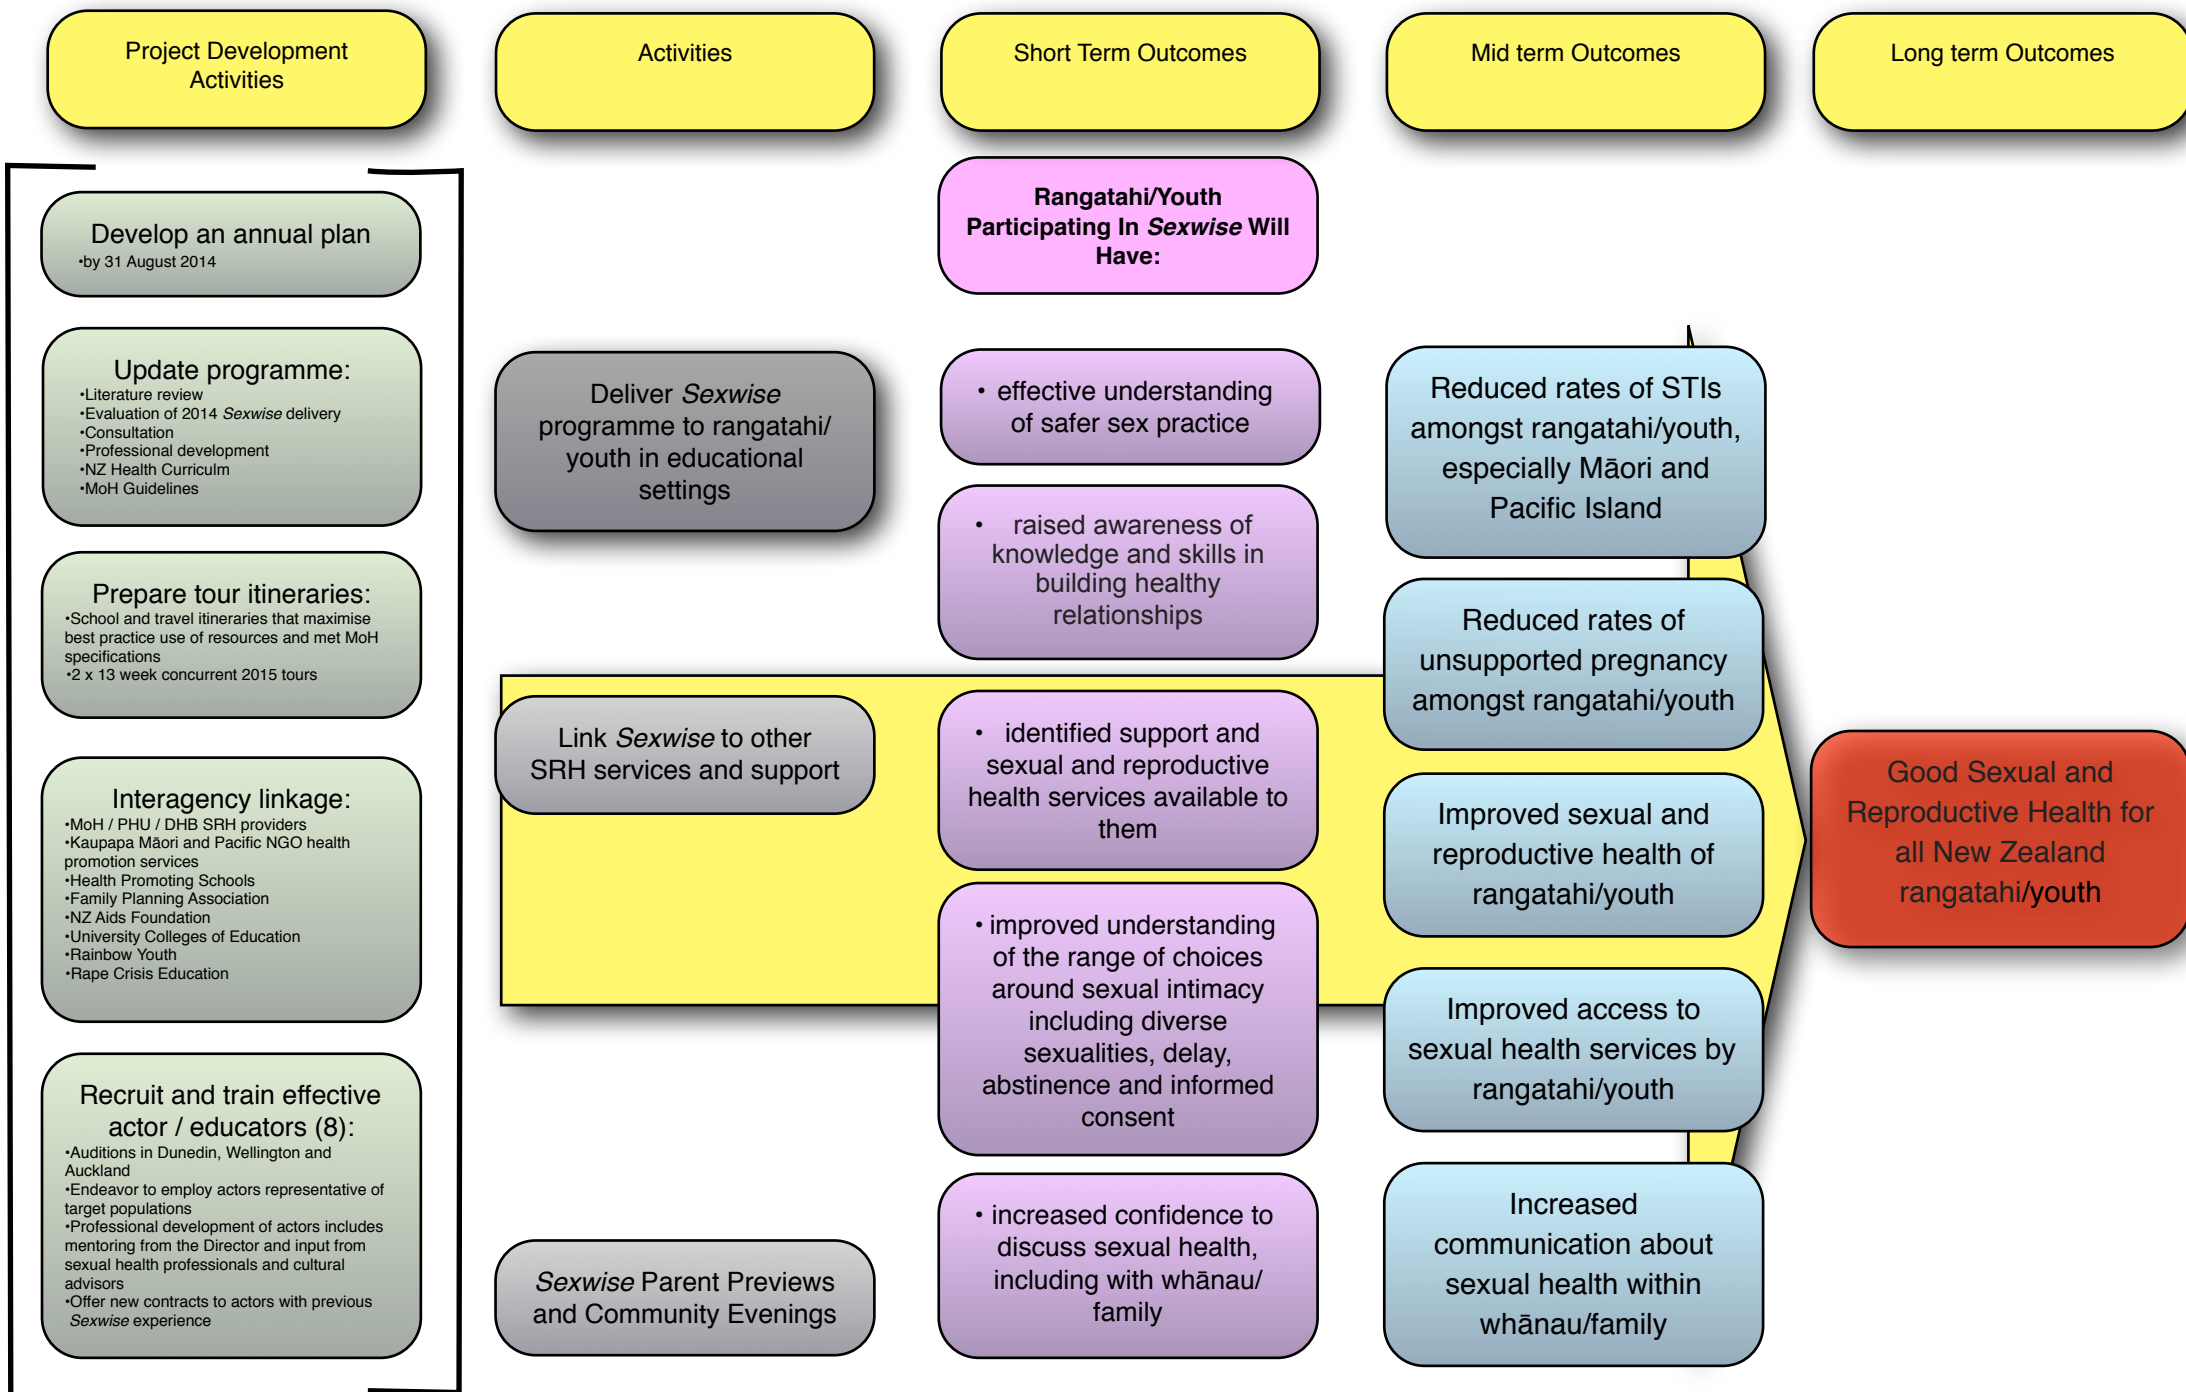 Project Development
Activities
Activities
Short Term Outcomes
Mid term Outcomes
Long term Outcomes
Develop an annual plan
•by 31 August 2014
Update programme:
•Literature review
•Evaluation of 2014 Sexwise delivery
•Consultation
•Professional development
•NZ Health Curriculm
•MoH Guidelines
Prepare tour itineraries:
•School and travel itineraries that maximise
best practice use of resources and met MoH
specifications
•2 x 13 week concurrent 2015 tours
Interagency linkage:
•MoH / PHU / DHB SRH providers
•Kaupapa Māori and Pacific NGO health
promotion services
•Health Promoting Schools
•Family Planning Association
•NZ Aids Foundation
•University Colleges of Education
•Rainbow Youth
•Rape Crisis Education
Recruit and train effective
actor / educators (8):
•Auditions in Dunedin, Wellington and
Auckland
•Endeavor to employ actors representative of
target populations
•Professional development of actors includes
mentoring from the Director and input from
sexual health professionals and cultural
advisors
•Offer new contracts to actors with previous
Sexwise experience
Deliver Sexwise
programme to rangatahi/
youth in educational
settings
Link Sexwise to other
SRH services and support
Sexwise Parent Previews
and Community Evenings
Rangatahi/Youth
Participating In Sexwise Will
Have:
• effective understanding
of safer sex practice
• raised awareness of
knowledge and skills in
building healthy
relationships
• identified support and
sexual and reproductive
health services available to
them
• improved understanding
of the range of choices
around sexual intimacy
including diverse
sexualities, delay,
abstinence and informed
consent
• increased confidence to
discuss sexual health,
including with whānau/
family
Reduced rates of STIs
amongst rangatahi/youth,
especially Māori and
Pacific Island
Reduced rates of
unsupported pregnancy
amongst rangatahi/youth
Improved sexual and
reproductive health of
rangatahi/youth
Improved access to
sexual health services by
rangatahi/youth
Increased
communication about
sexual health within
whānau/family
Good Sexual and
Reproductive Health for
all New Zealand
rangatahi/youth